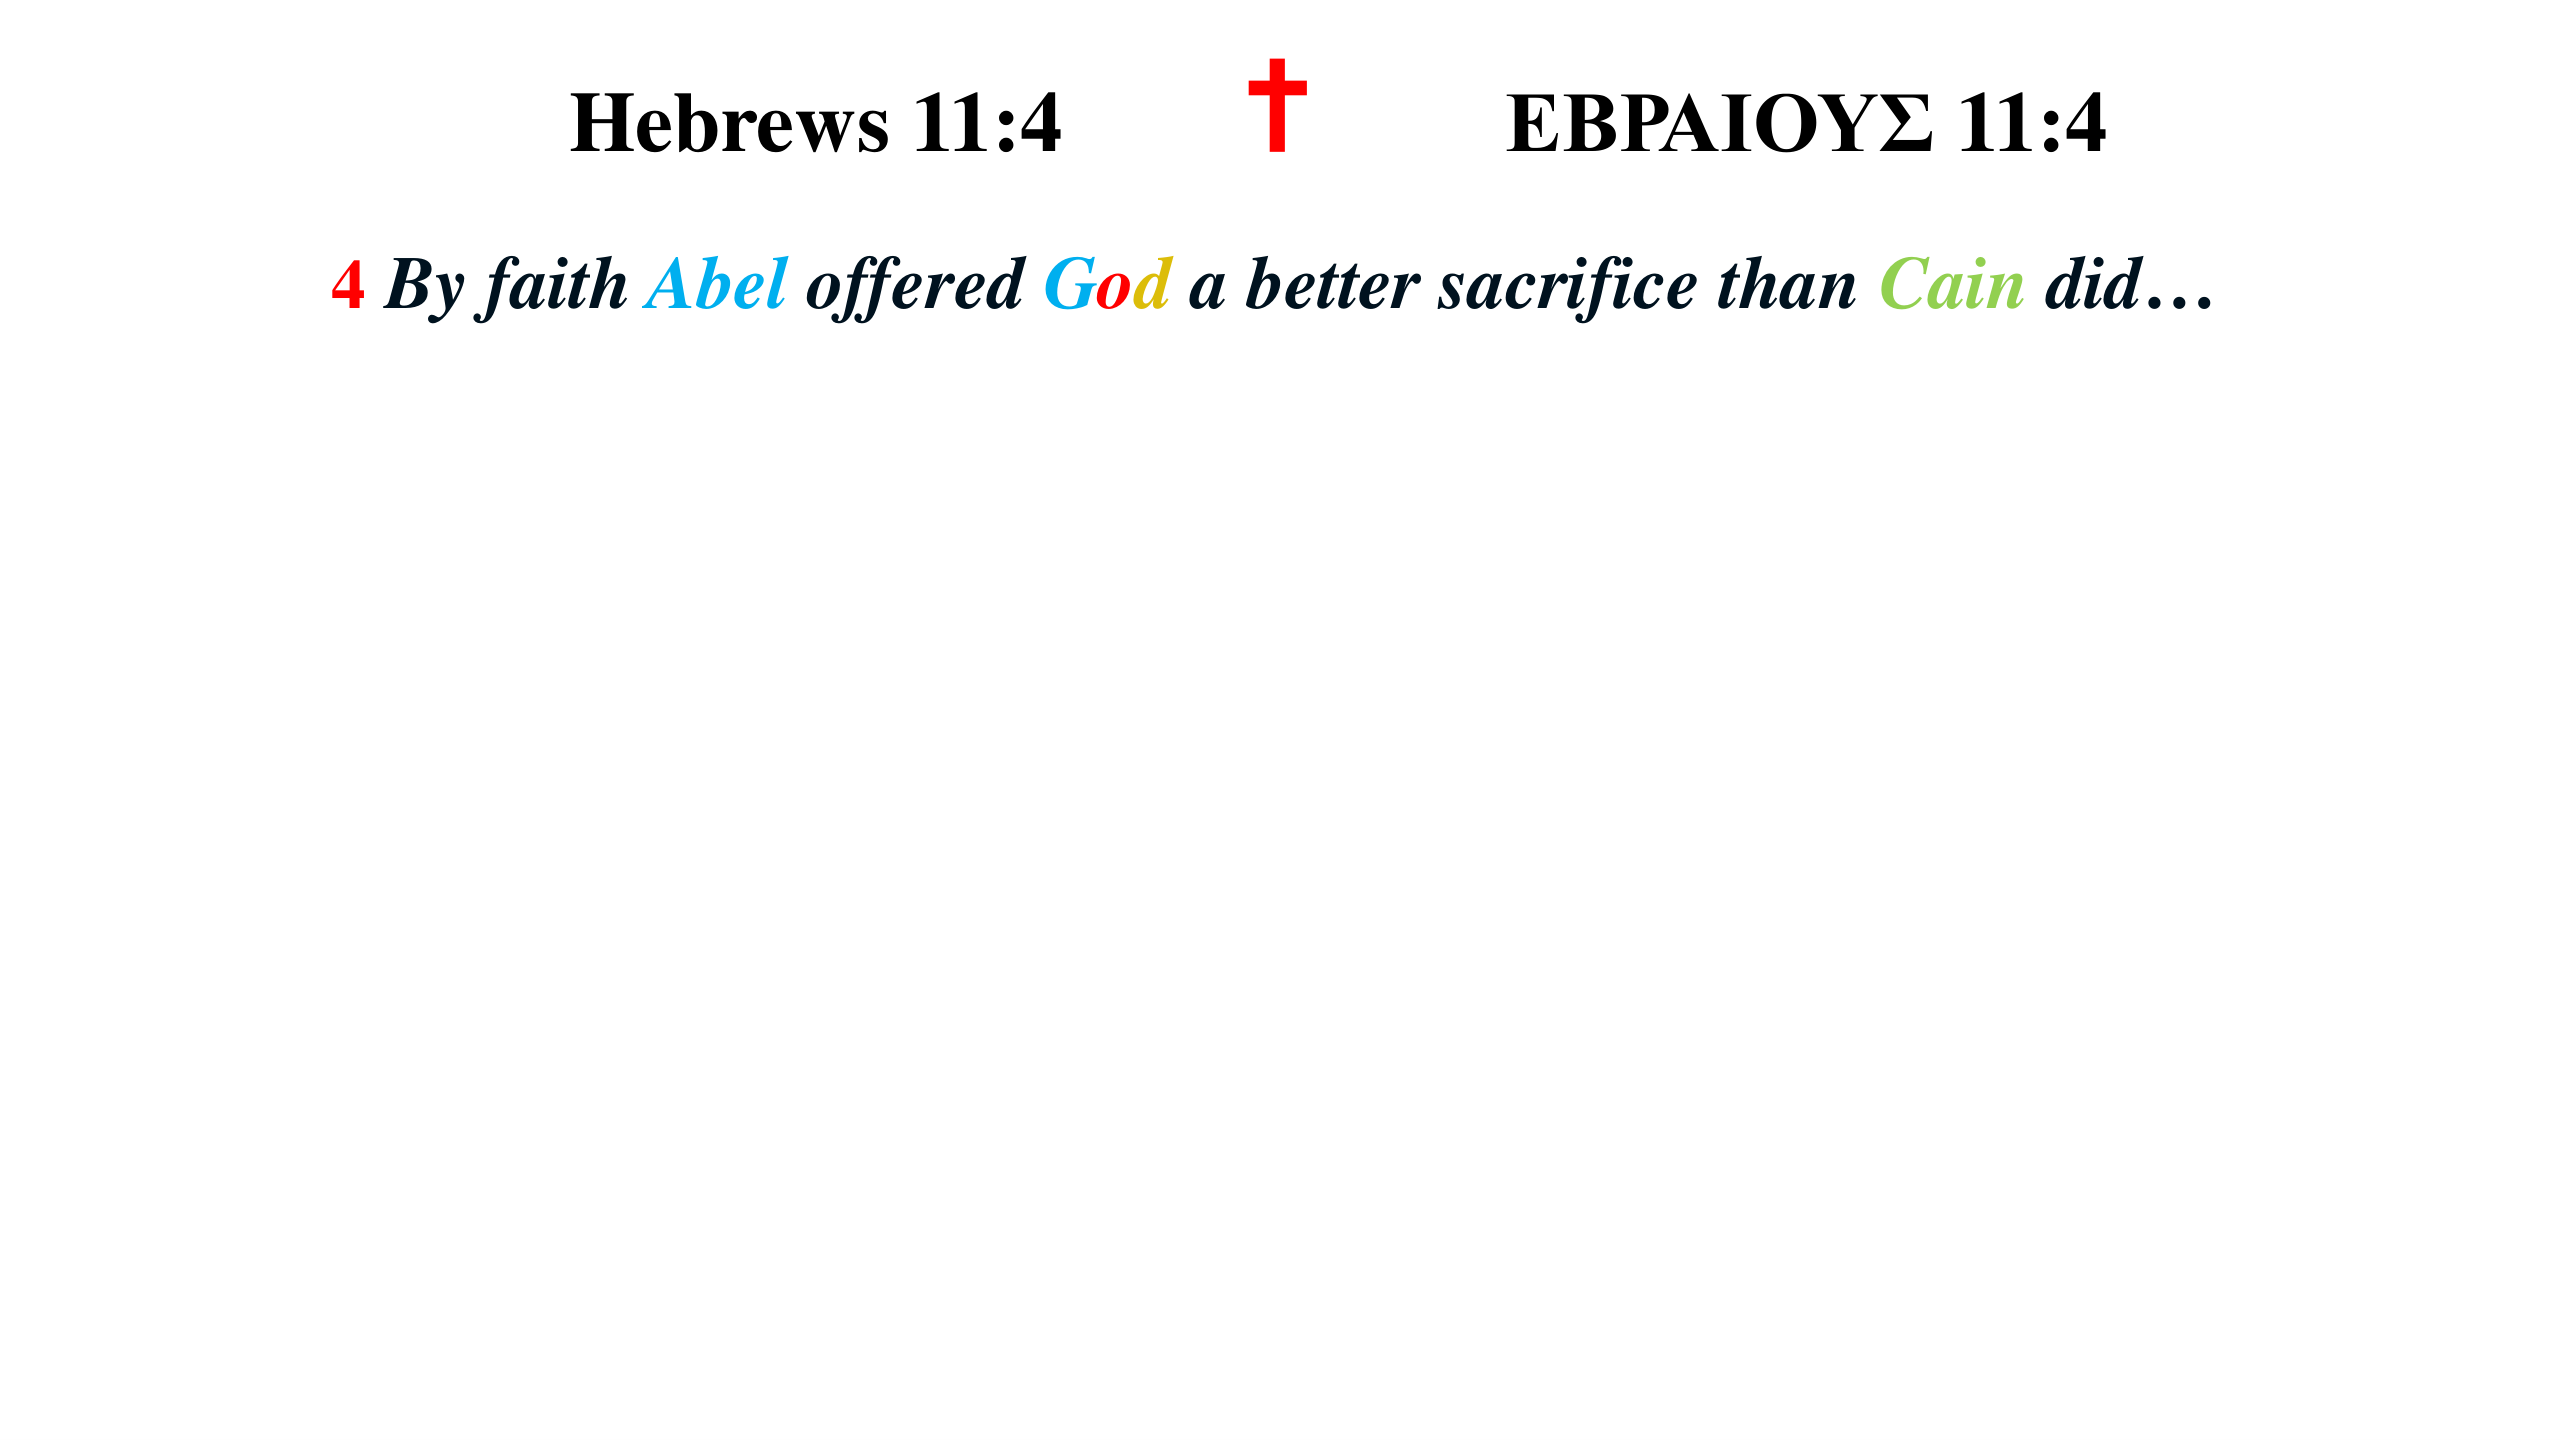 Hebrews 11:4 ✝ ΕΒΡΑΙΟΥΣ 11:4
4 By faith Abel offered God a better sacrifice than Cain did…